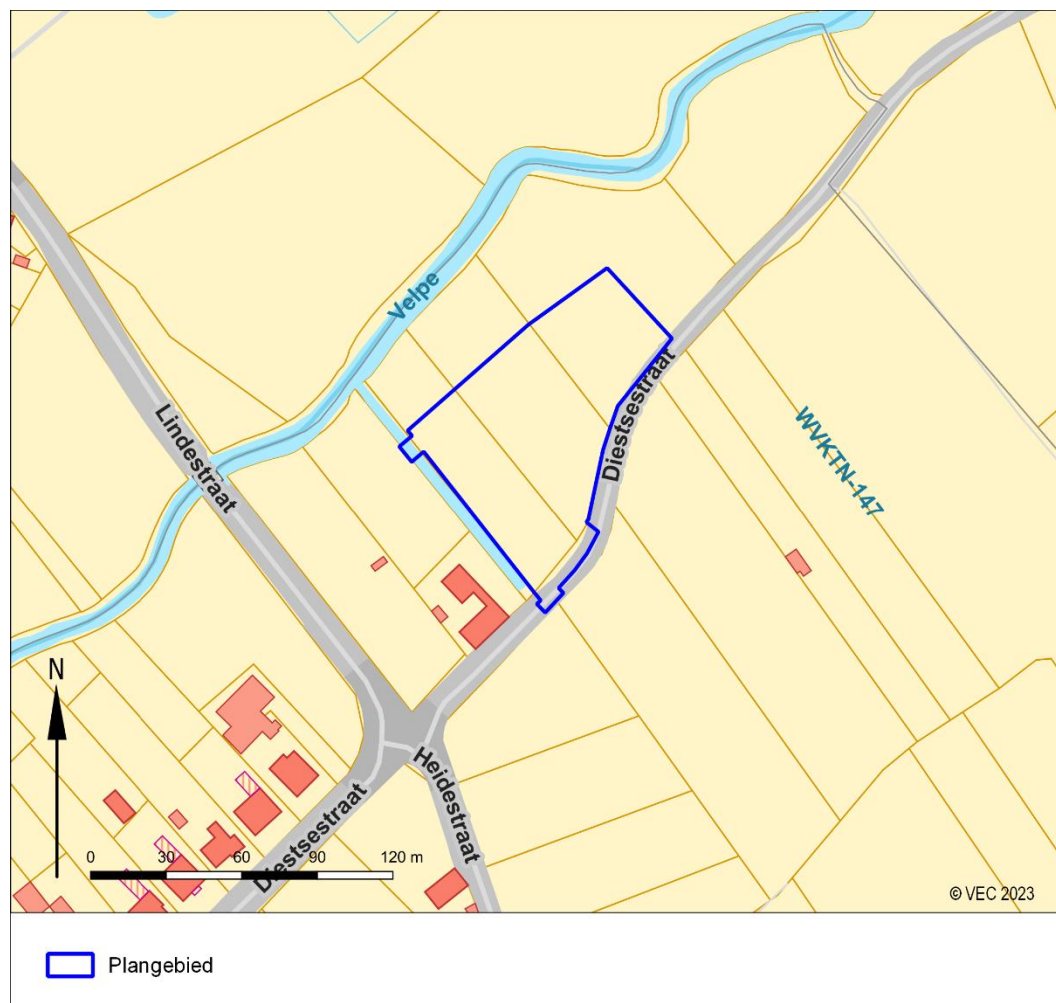 Velpe
Lindestraat
Diestsestraat
WVKTN-147
N
Heidestraat
Diestsestraat
0 30 60 90 120 m
© VEC 2023
Plangebied